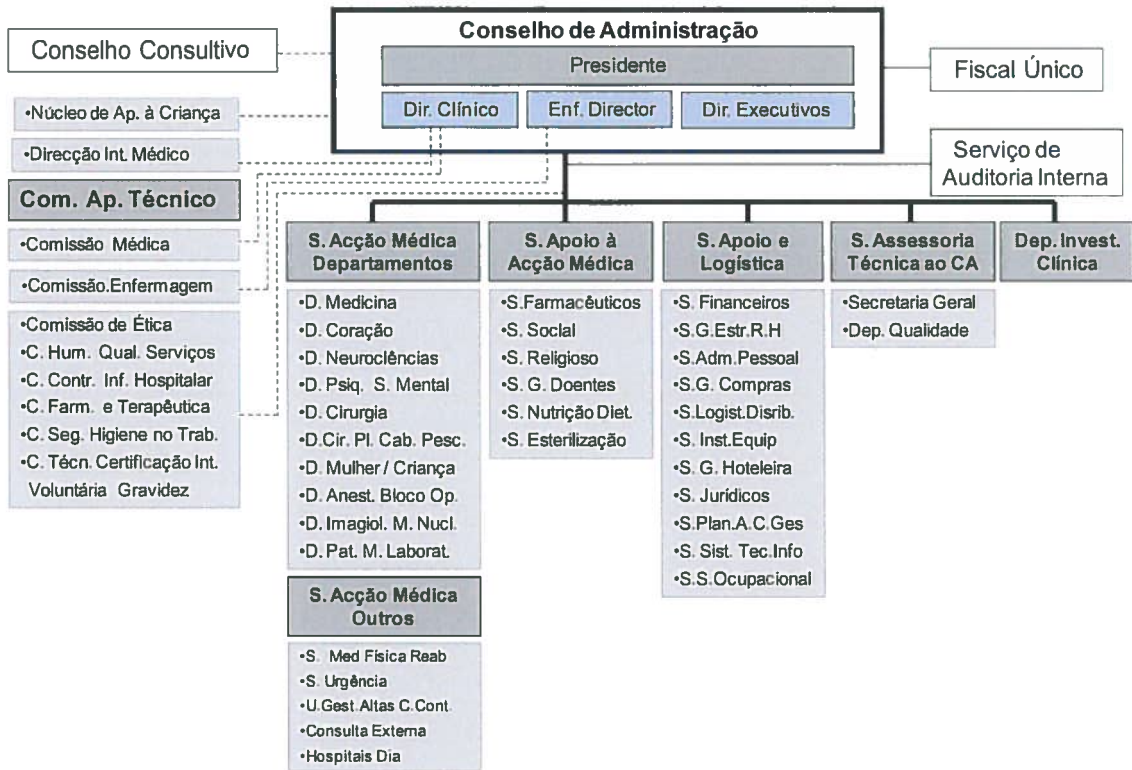 Conselho de Administração
Conselho Consultivo
Presidente
Fiscal Único
Dir. Clínico
Enf. Director
Dir. Executivos
•Núcleo de Ap. à Criança
•Direcção Int. Médico
Serviço de
Auditoria Interna
Com. Ap. Técnico
•Comissão Médica
•Comissão.Enfermagem
•Comissão de Ética
•C. Hum. Qual. Serviços
•C. Contr. Inf. Hospitalar
•C. Farm. e Terapêutica
•C. Seg. Higiene no Trab.
•C. Técn. Certificação Int.
Voluntária Gravidez
S. Acção Médica
Departamentos
•D. Medicina
•D. Coração
•D. Neurociências
•D. Psiq. S. Mental
•D. Cirurgia
•D.Cir. Pl. Cab. Pesc.
•D. Mulher / Criança
•D. Anest. Bloco Op.
•D. Imagiol. M. Nucl.
•D. Pat. M. Laborat.
S. Acção Médica
Outros
•S. Med Física Reab
•S. Urgência
•U.Gest.Altas C.Cont.
•Consulta Externa
•Hospitais Dia
S. Apoio à
Acção Médica
•S.Farmacêuticos
•S. Social
•S. Religioso
•S. G. Doentes
•S. Nutrição Diet.
•S. Esterilização
S. Apoio e
Logística
•S. Financeiros
•S.G.Estr.R.H
•S.Adm.Pessoal
•S.G. Compras
•S.Logist.Disrib.
•S. Inst.Equip
•S. G. Hoteleira
•S. Jurídicos
•S.Plan.A.C.Ges
•S. Sist. Tec.Info
•S.S.Ocupacional
S. Assessoria
Técnica ao CA
•Secretaria Geral
•Dep. Qualidade
Dep. Invest.
Clínica